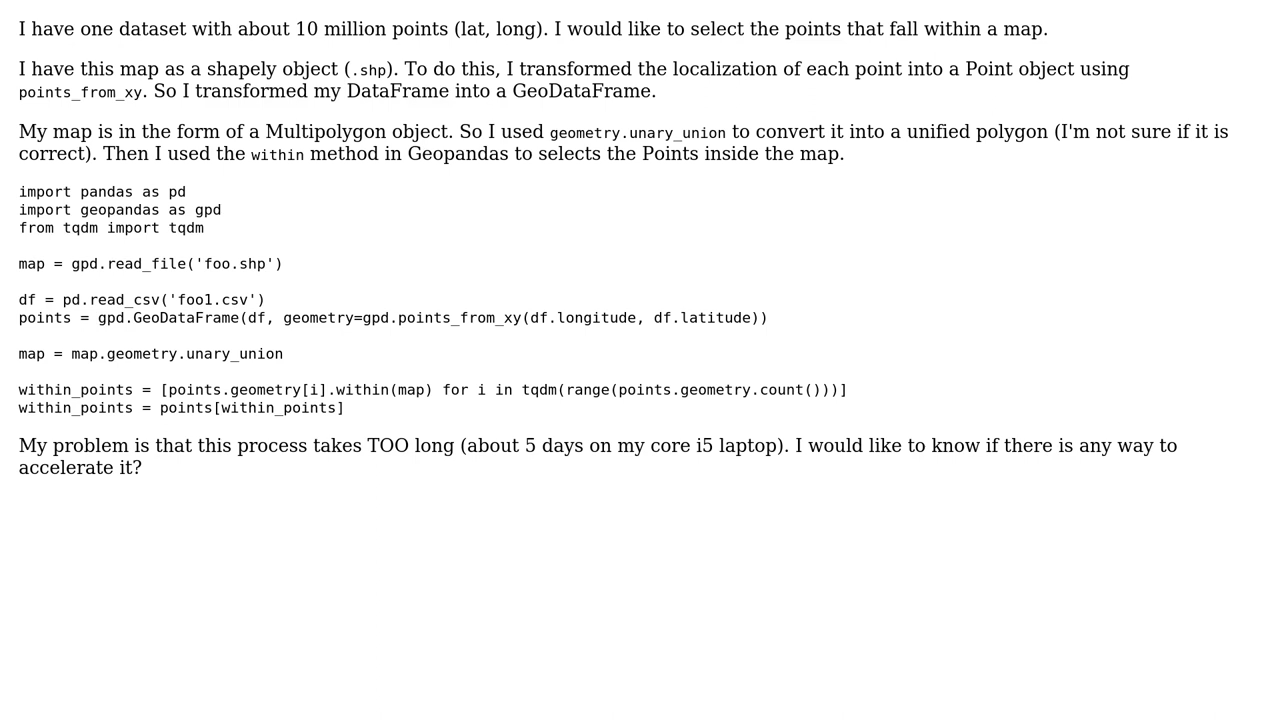 I have one dataset with about 10 million points (lat, long). I would like to select the points that fall within a map.
I have this map as a shapely object (.shp). To do this, I transformed the localization of each point into a Point object using
points_from_xy. So I transformed my DataFrame into a GeoDataFrame.
My map is in the form of a Multipolygon object. So I used geometry.unary_union to convert it into a unified polygon (I'm not sure if it is
correct). Then I used the within method in Geopandas to selects the Points inside the map.
import pandas as pd
import geopandas as gpd
from tqdm import tqdm
map = gpd.read_file('foo.shp')
df = pd.read_csv('foo1.csv')
points = gpd.GeoDataFrame(df, geometry=gpd.points_from_xy(df.longitude, df.latitude))
map = map.geometry.unary_union
within_points = [points.geometry[i].within(map) for i in tqdm(range(points.geometry.count()))]
within_points = points[within_points]
My problem is that this process takes TOO long (about 5 days on my core i5 laptop). I would like to know if there is any way to
accelerate it?